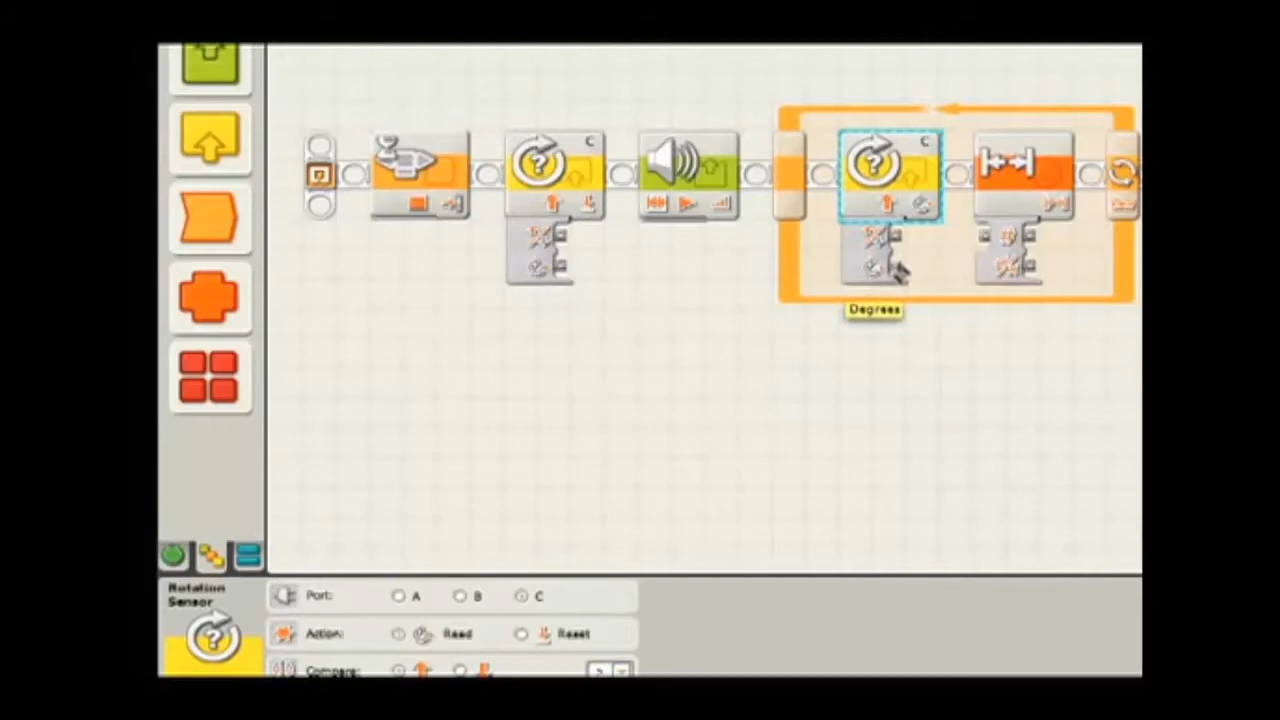 C
C
Degrees
Rotation
Sensor
Port:
A
B
C
Action:
Read
Reset
Compare: